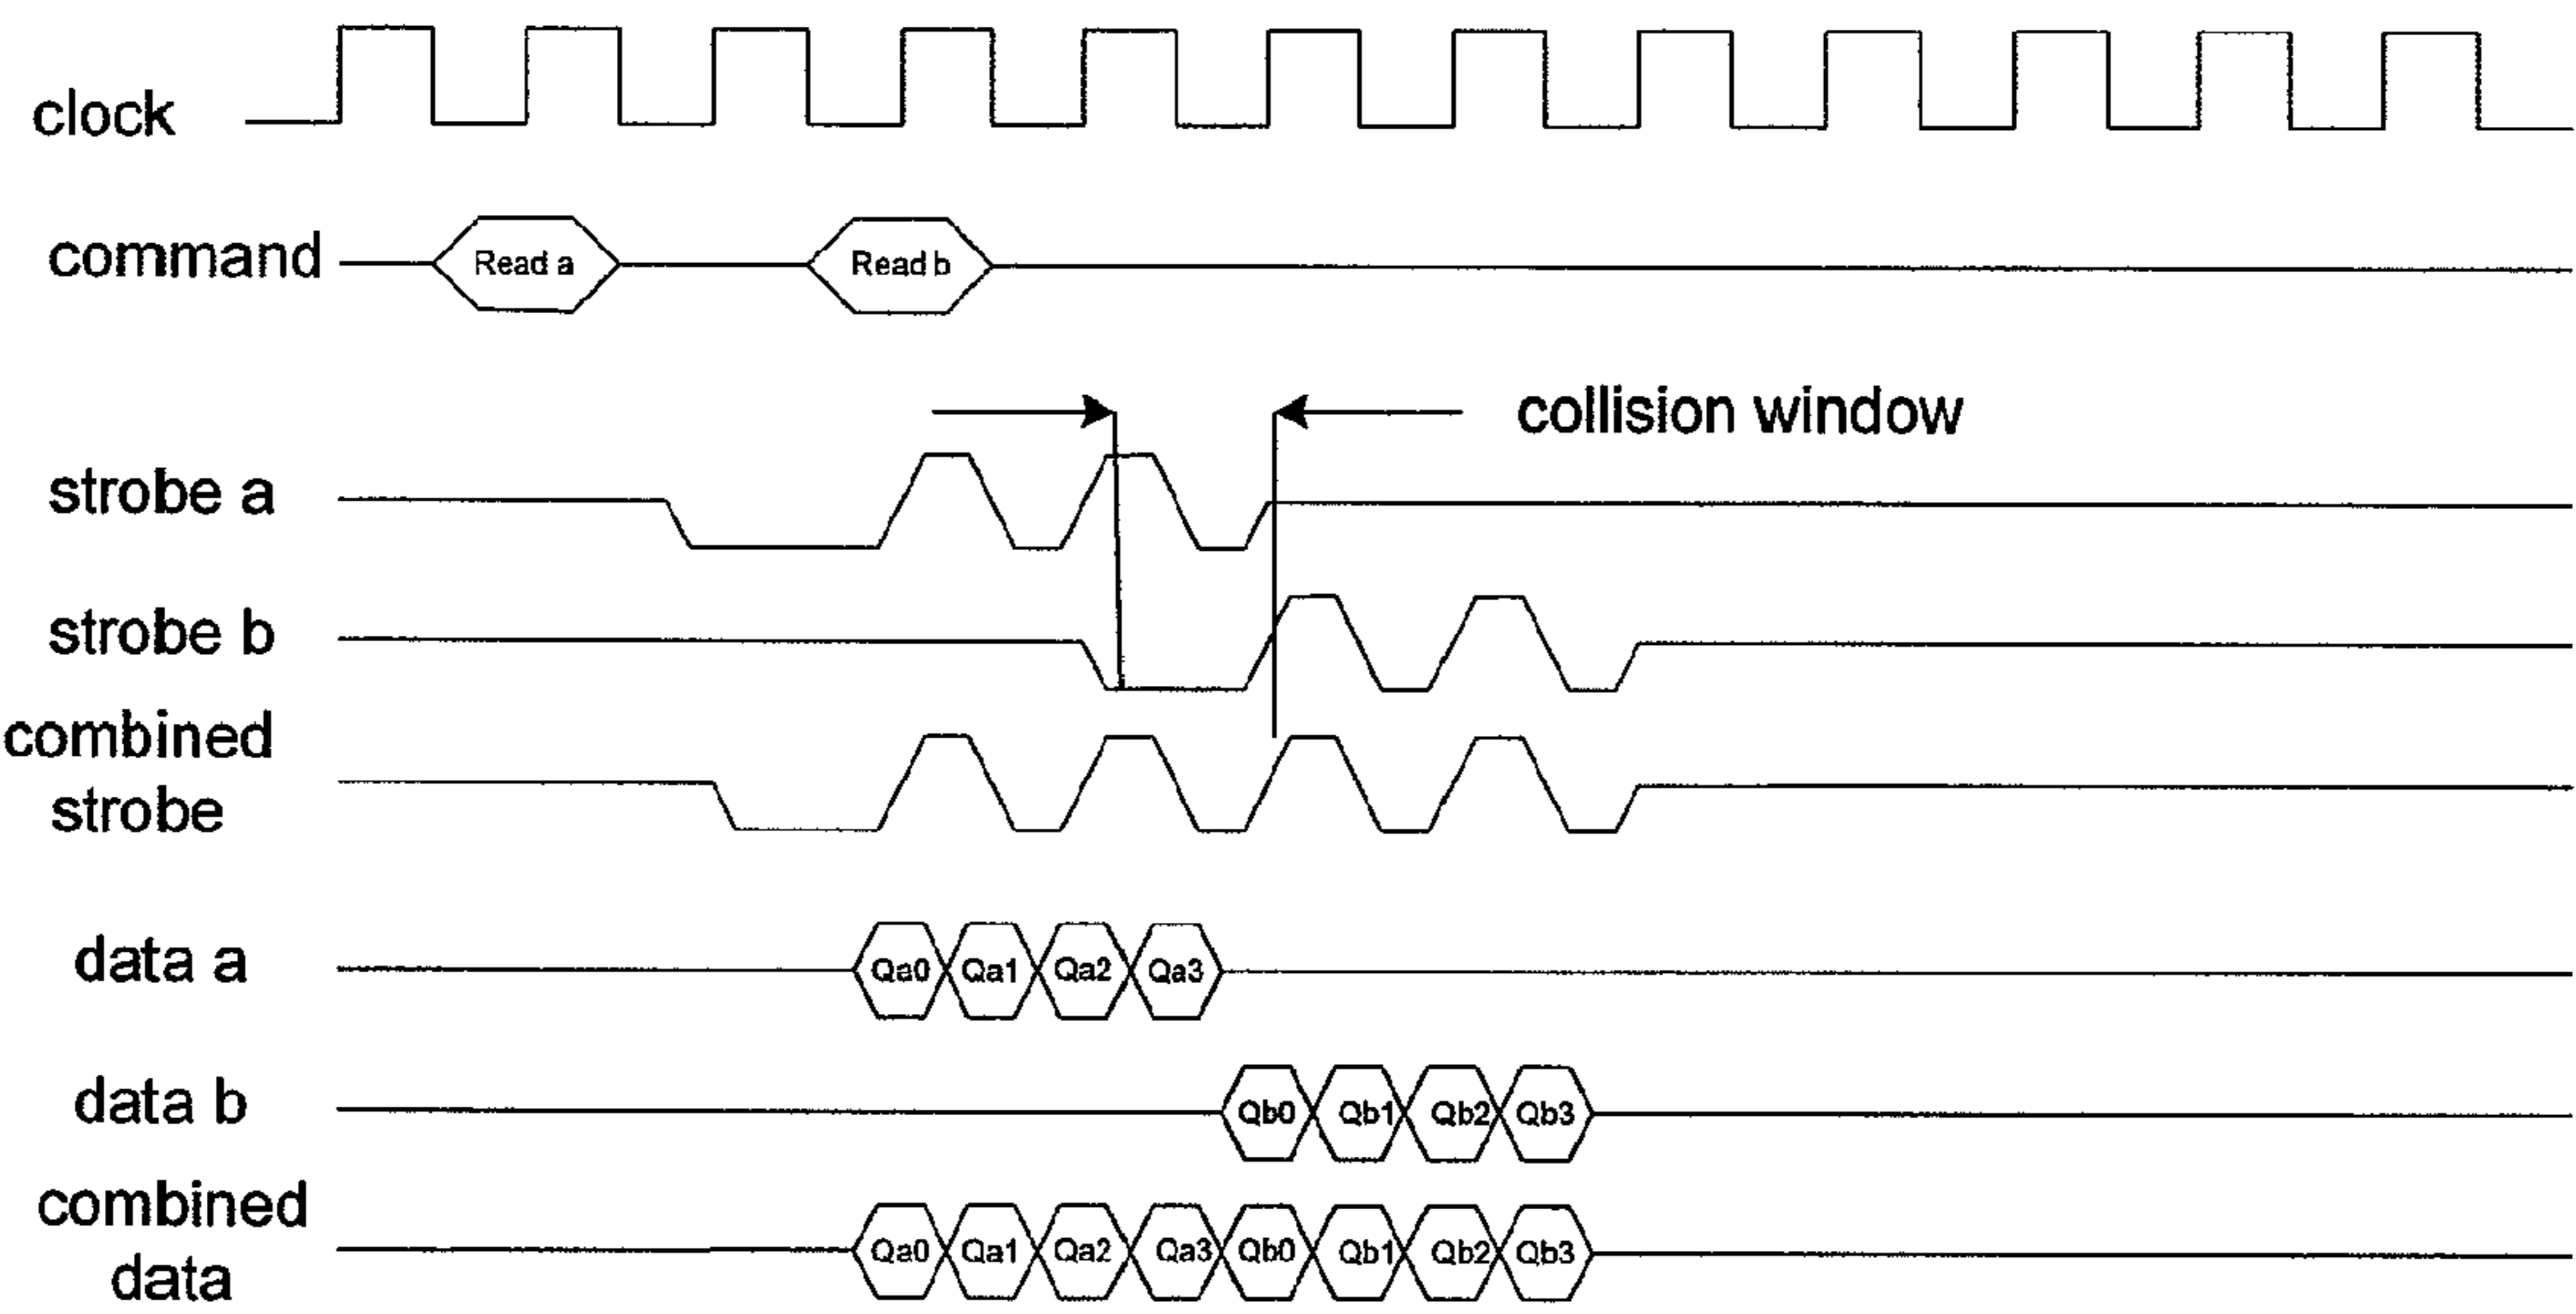 clock
command
Read a
Read b
collision window
strobe a
strobe b
combined
strobe
data a
Qa0 Qa1 Qa2 Qa3
data b
Qb0 Qb1 Qb2 Qb3
combined
data
Qa0 Qa1 Qa2 Qa3 Qb0 Qb1 Qb2 Qb3